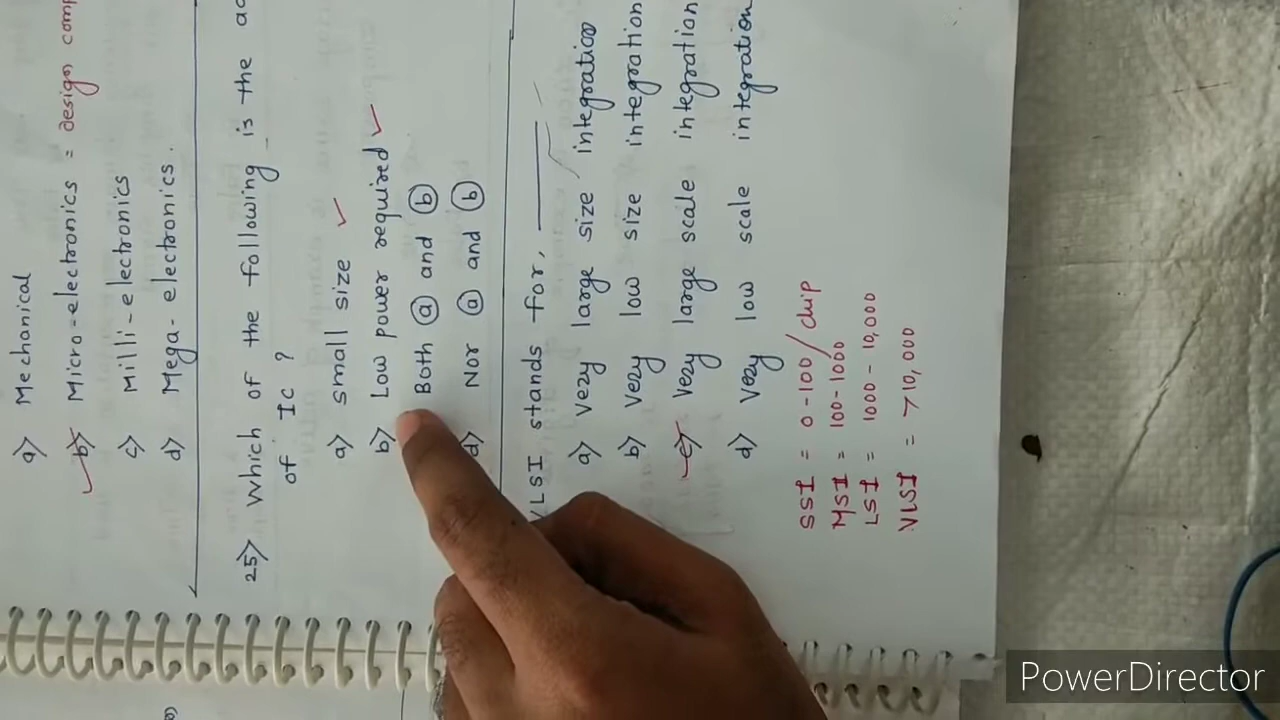 a) Mechanical
b) Micro-electronics = design comp
c) Milli-electronics
d) Mega-electronics.
25) Which of the following is the ad
of IC ?
a) small size ✓
b) Low power required ✓
Both (a) and (b)
d) Nor (a) and (b)
VLSI stands for,
a) Very large size integration
b) Very low size integration
c) Very large scale integration
d) Very low scale integration
SSI = 0-100/chip
MSI = 100-1000
LSI = 1000-10,000
VLSI = >10,000
PowerDirector